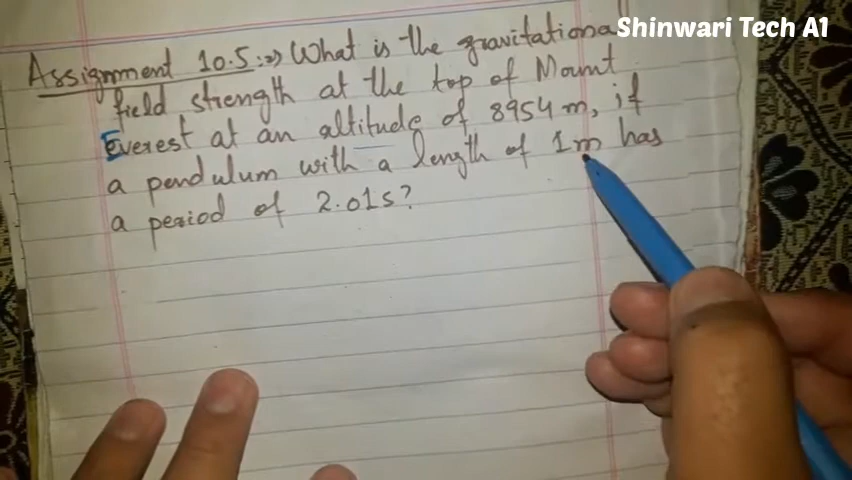 Shinwari Tech A1
Assignment 10.5:=> What is the gravitational
field strength at the top of Mount
Everest at an altitude of 8954m, if
a pendulum with a length of 1m has
a period of 2.01s?